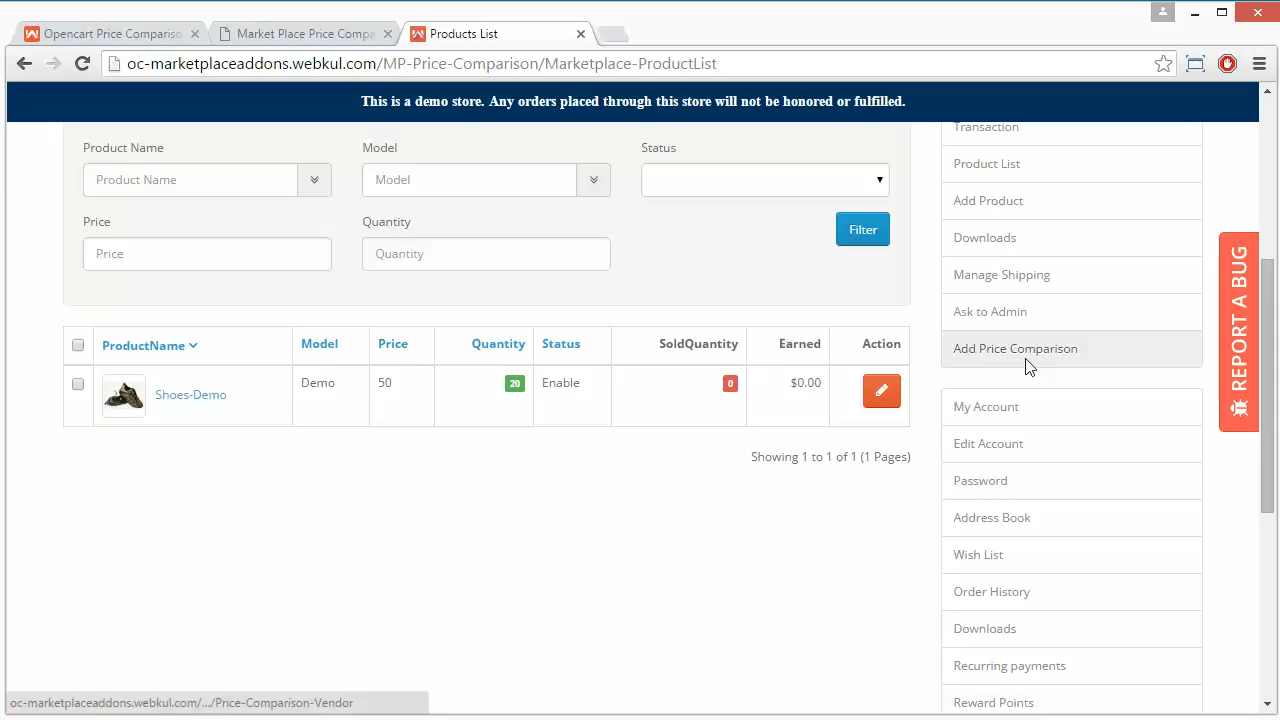 Opencart Price Compariso
Market Place Price Compa
Products List
oc-marketplaceaddons.webkul.com/MP-Price-Comparison/Marketplace-ProductList
This is a demo store. Any orders placed through this store will not be honored or fulfilled.
Product Name
Model
Status
Product Name
Model
Price
Quantity
Filter
Price
Quantity
ProductName Model Price Quantity Status SoldQuantity Earned Action
Shoes-Demo Demo 50 20 Enable 0 $0.00
Showing 1 to 1 of 1 (1 Pages)
Transaction
Product List
Add Product
Downloads
Manage Shipping
Ask to Admin
Add Price Comparison
My Account
Edit Account
Password
Address Book
Wish List
Order History
Downloads
Recurring payments
Reward Points
REPORT A BUG
oc-marketplaceaddons.webkul.com/.../Price-Comparison-Vendor